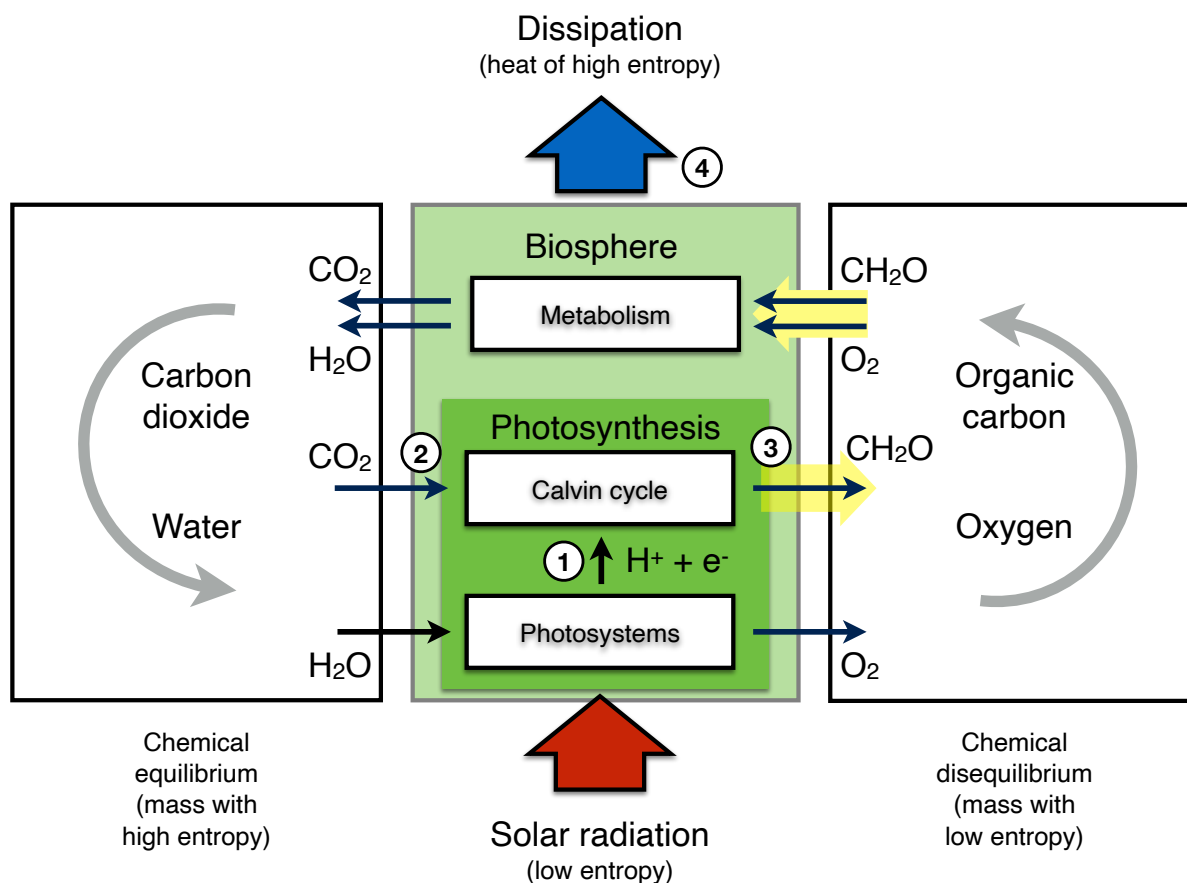 Dissipation
(heat of high entropy)
4
Biosphere
CO₂
Metabolism
CH₂O
H₂O
O₂
Carbon
dioxide
Organic
carbon
Photosynthesis
CO₂
2
Calvin cycle
3
CH₂O
Water
1
H⁺ + e⁻
Oxygen
H₂O
Photosystems
O₂
Chemical
equilibrium
(mass with
high entropy)
Chemical
disequilibrium
(mass with
low entropy)
Solar radiation
(low entropy)